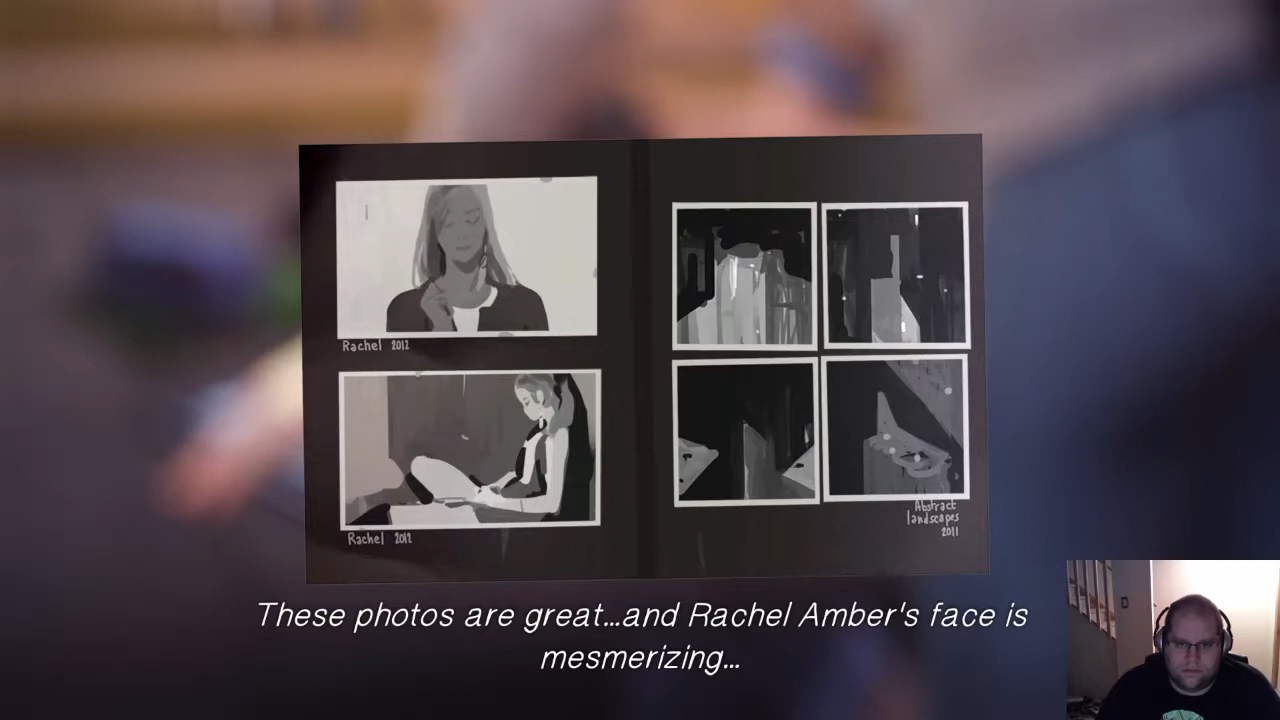 Rachel 2012
Rachel 2012
Abstract
landscapes
2011
These photos are great...and Rachel Amber's face is
mesmerizing...